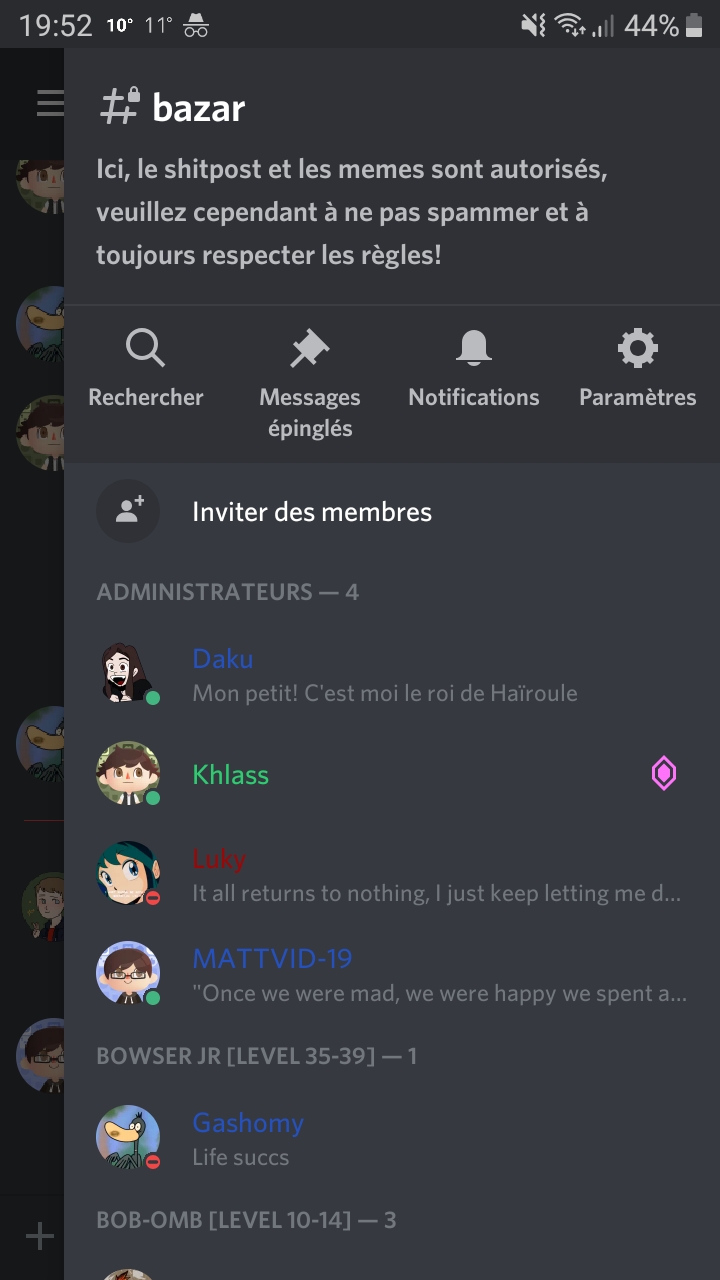 19:52 10° 11° 44%
# bazar
Ici, le shitpost et les memes sont autorisés,
veuillez cependant à ne pas spammer et à
toujours respecter les règles!
Rechercher
Messages
épinglés
Notifications
Paramètres
Inviter des membres
ADMINISTRATEURS — 4
Daku
Mon petit! C'est moi le roi de Haïroule
Khlass
Luky
It all returns to nothing, I just keep letting me d...
MATTVID-19
"Once we were mad, we were happy we spent a...
BOWSER JR [LEVEL 35-39] — 1
Gashomy
Life succs
BOB-OMB [LEVEL 10-14] — 3